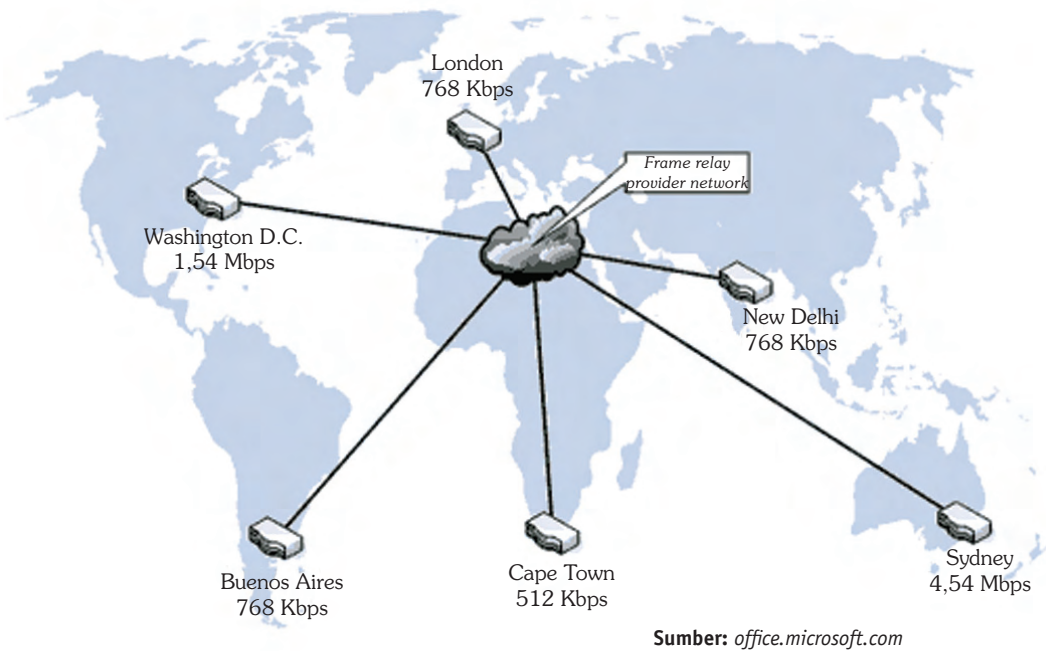 London
768 Kbps
Frame relay
provider network
Washington D.C.
1,54 Mbps
New Delhi
768 Kbps
Buenos Aires
768 Kbps
Cape Town
512 Kbps
Sydney
4,54 Mbps
Sumber: office.microsoft.com